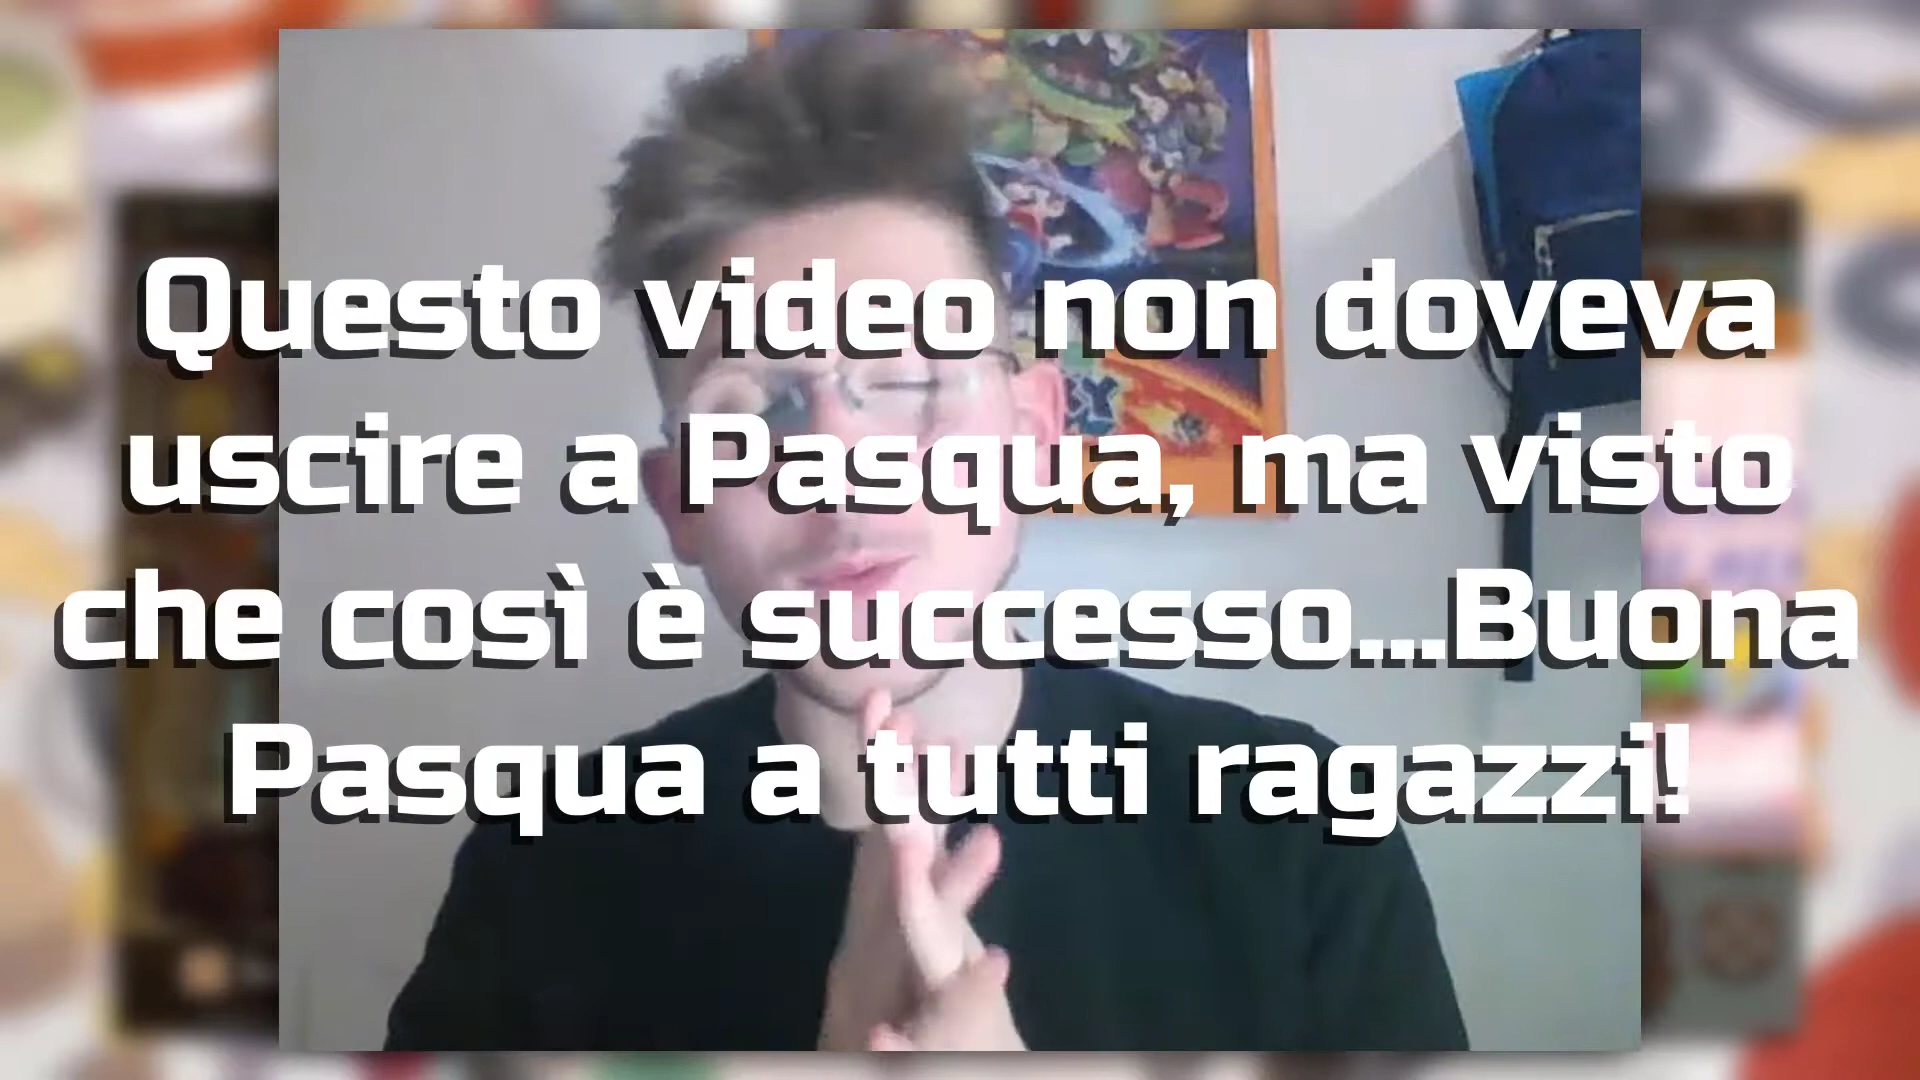 Questo video non doveva
uscire a Pasqua, ma visto
che così è successo...Buona
Pasqua a tutti ragazzi!